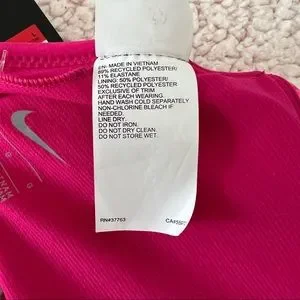 EN- MADE IN VIETNAM
89% RECYCLED POLYESTER/
11% ELASTANE
LINING: 50% POLYESTER/
50% RECYCLED POLYESTER
EXCLUSIVE OF TRIM
AFTER EACH WEARING.
HAND WASH COLD SEPARATELY
NON-CHLORINE BLEACH IF
NEEDED.
LINE DRY.
DO NOT IRON.
DO NOT DRY CLEAN.
DO NOT STORE WET.
RN#37763